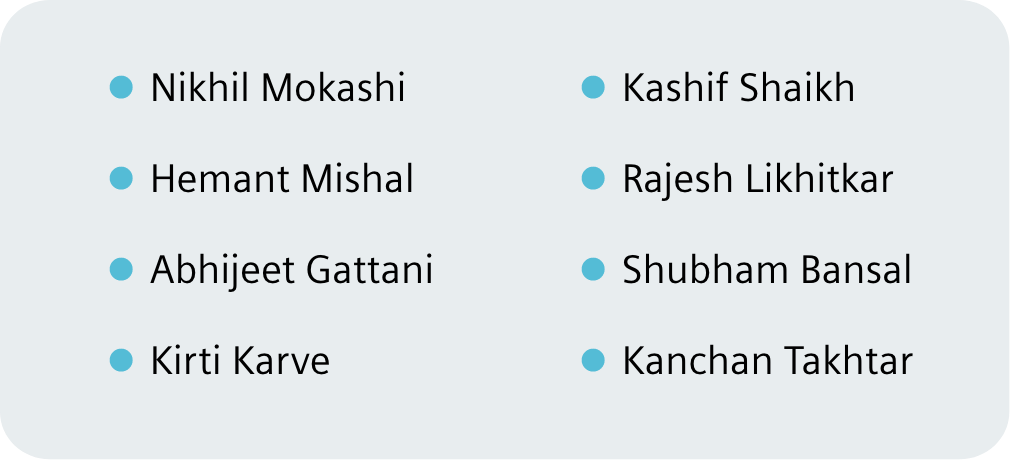 Nikhil Mokashi
Hemant Mishal
Abhijeet Gattani
Kirti Karve
Kashif Shaikh
Rajesh Likhitkar
Shubham Bansal
Kanchan Takhtar